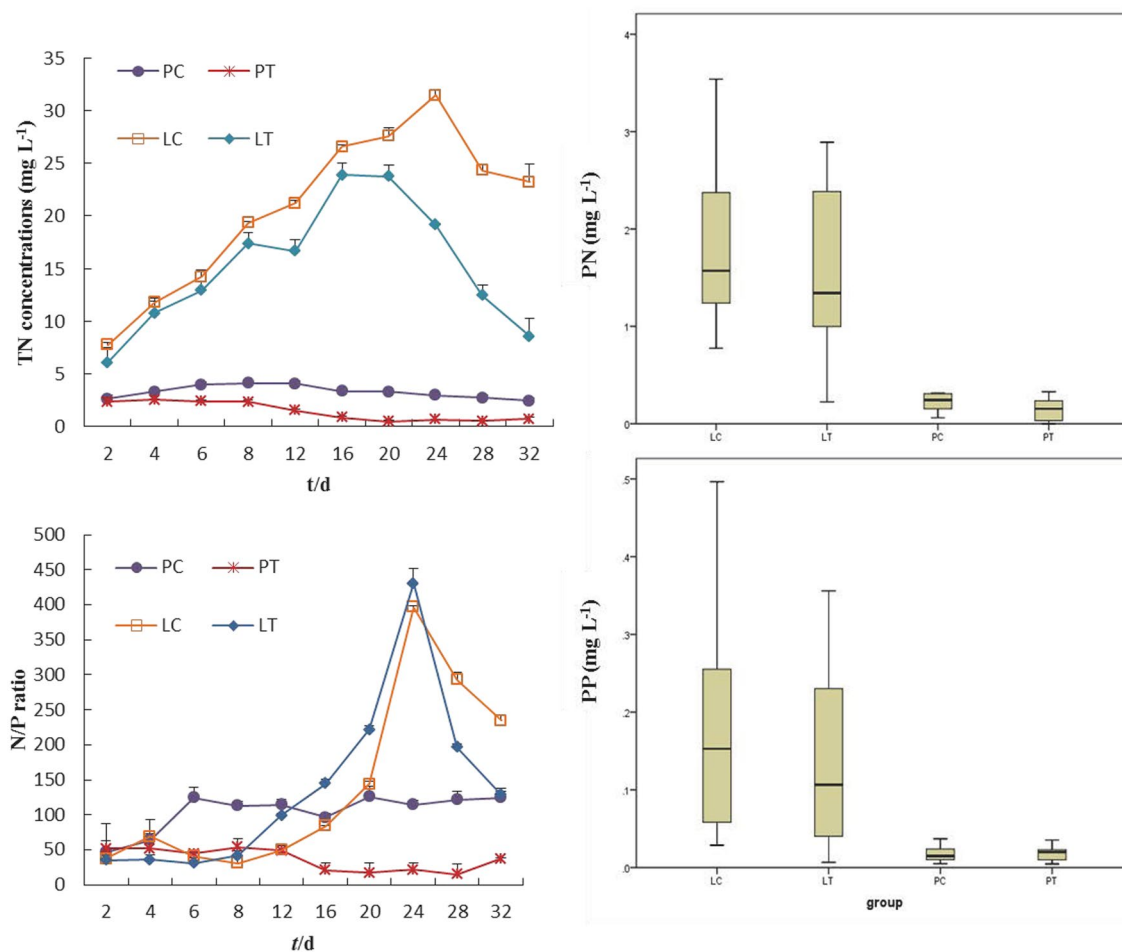 TN concentrations (mg L-1)
35
30
25
20
15
10
5
0
PC
PT
LC
LT
2 4 6 8 12 16 20 24 28 32
t/d
PN (mg L-1)
4
3
2
1
0
LC LT PC PT
N/P ratio
500
450
400
350
300
250
200
150
100
50
0
PC
PT
LC
LT
2 4 6 8 12 16 20 24 28 32
t/d
PP (mg L-1)
.5
.4
.3
.2
.1
.0
LC LT PC PT
group